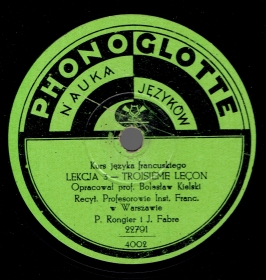 PHONOGLOTTE
NAUKA JĘZYKÓW
Kurs języka francuskiego
LEKCJA 3 — TROISIEME LEÇON
Opracował prof. Bolesław Kielski
Recyt. Profesorowie Inst. Franc.
w Warszawie
P. Rongier i J. Fabre
22791
4002